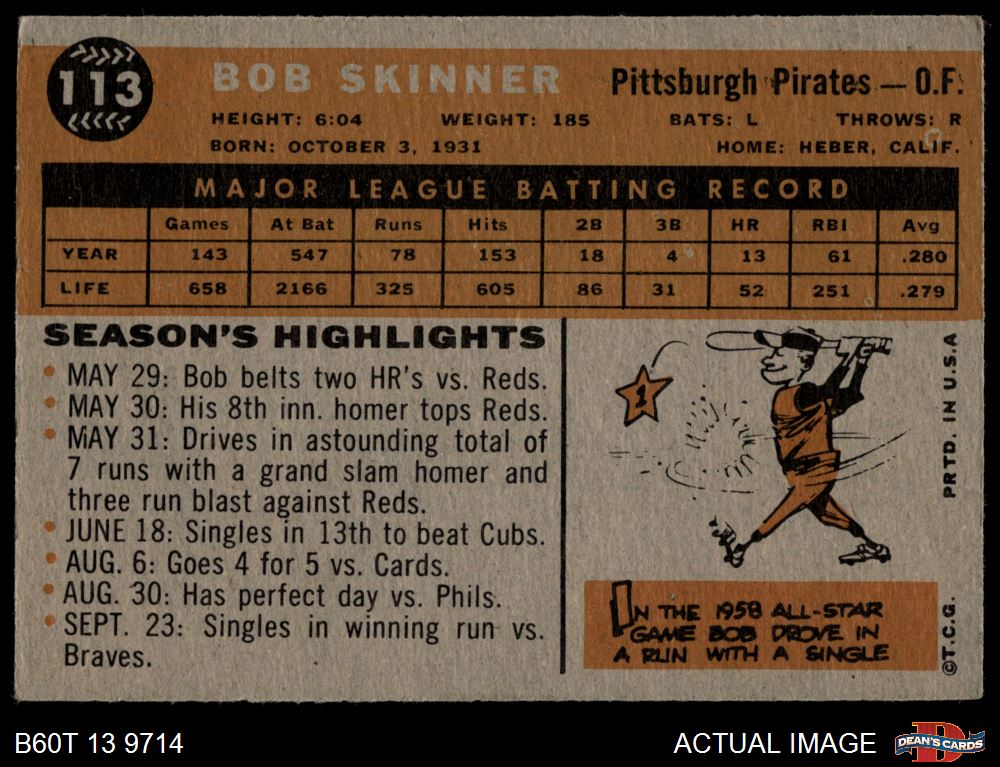 113
BOB SKINNER
Pittsburgh Pirates — O.F.
HEIGHT: 6:04 WEIGHT: 185 BATS: L THROWS: R
BORN: OCTOBER 3, 1931 HOME: HEBER, CALIF.
MAJOR LEAGUE BATTING RECORD
Games At Bat Runs Hits 2B 3B HR RBI Avg
YEAR 143 547 78 153 18 4 13 61 .280
LIFE 658 2166 325 605 86 31 52 251 .279
SEASON'S HIGHLIGHTS
• MAY 29: Bob belts two HR's vs. Reds.
• MAY 30: His 8th inn. homer tops Reds.
• MAY 31: Drives in astounding total of
7 runs with a grand slam homer and
three run blast against Reds.
• JUNE 18: Singles in 13th to beat Cubs.
• AUG. 6: Goes 4 for 5 vs. Cards.
• AUG. 30: Has perfect day vs. Phils.
• SEPT. 23: Singles in winning run vs.
Braves.
1
IN THE 1958 ALL-STAR
GAME BOB DROVE IN
A RUN WITH A SINGLE
©T.C.G. PRTD. IN U.S.A
B60T 13 9714
ACTUAL IMAGE
D
DEAN'S CARDS